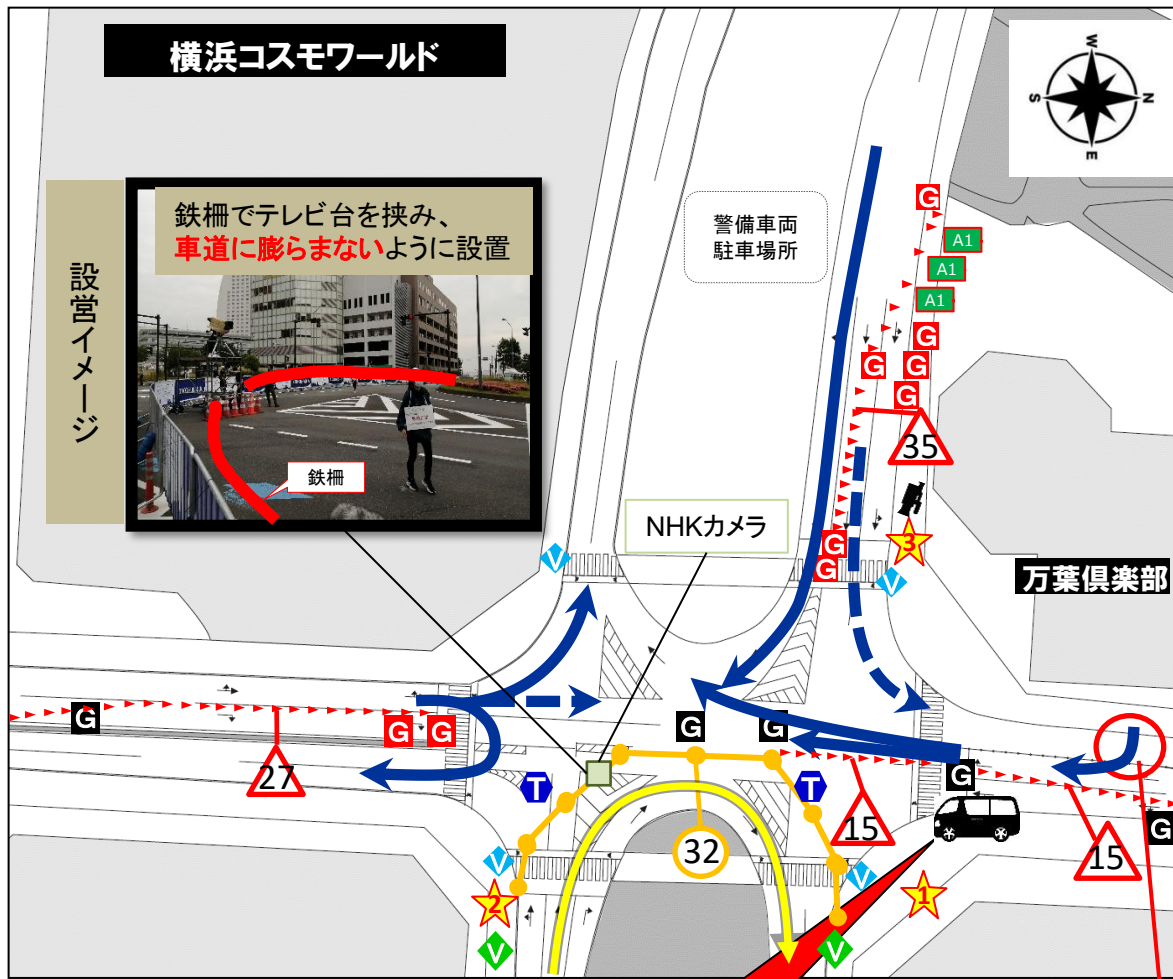 横浜コスモワールド
W
S
N
E
設営イメージ
鉄柵でテレビ台を挟み、
車道に膨らまないように設置
鉄柵
警備車両
駐車場所
G
A1
A1
A1
G
G
G
G
35
NHKカメラ
3
G
G
V
V
万葉倶楽部
G
G
G
27
G
G
G
G
T
T
15
15
32
V
V
2
1
V
V